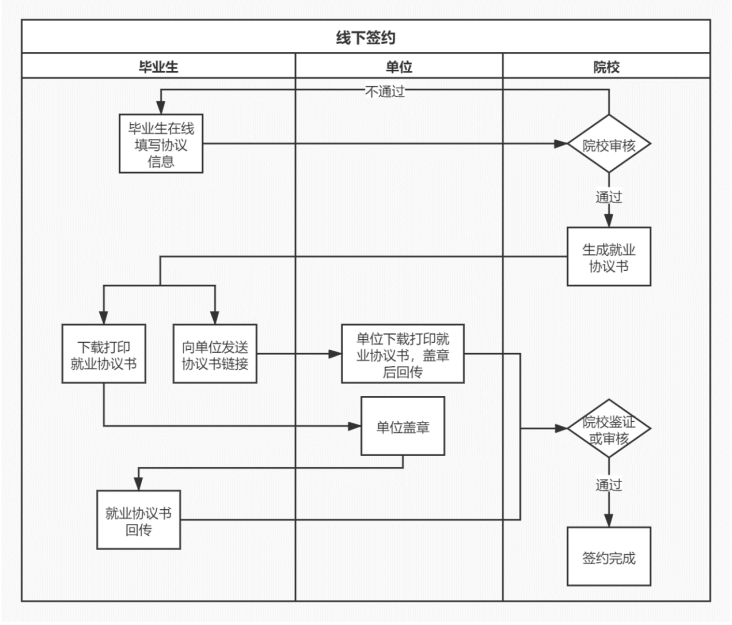 线下签约
毕业生
单位
院校
不通过
毕业生在线
填写协议
信息
院校审核
通过
生成就业
协议书
下载打印
就业协议书
向单位发送
协议书链接
单位下载打印就
业协议书，盖章
后回传
单位盖章
院校鉴证
或审核
通过
就业协议书
回传
签约完成